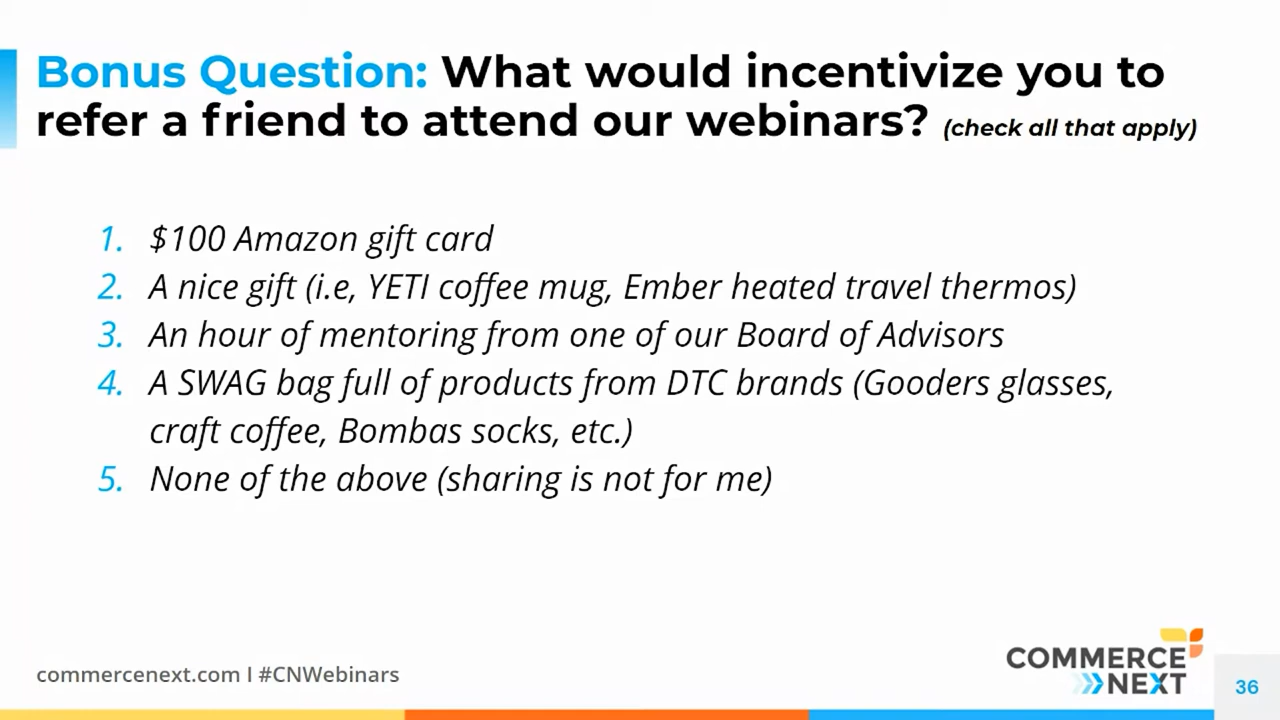 Bonus Question: What would incentivize you to
refer a friend to attend our webinars? (check all that apply)
1. $100 Amazon gift card
2. A nice gift (i.e, YETI coffee mug, Ember heated travel thermos)
3. An hour of mentoring from one of our Board of Advisors
4. A SWAG bag full of products from DTC brands (Gooders glasses,
craft coffee, Bombas socks, etc.)
5. None of the above (sharing is not for me)
commercenext.com I #CNWebinars
COMMERCE
NEXT
36